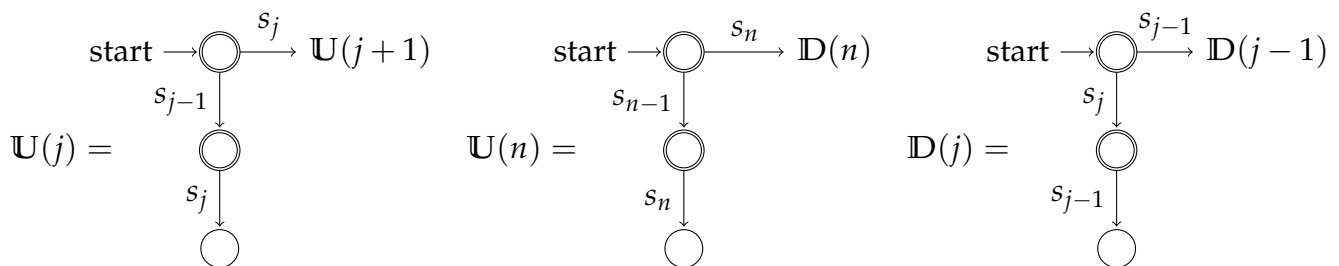 s_j s_n s_{j−1}
start 𝕌(j + 1) start 𝔻(n) start 𝔻(j − 1)
s_{j−1} s_{n−1} s_j
𝕌(j) = 𝕌(n) = 𝔻(j) =
s_j s_n s_{j−1}